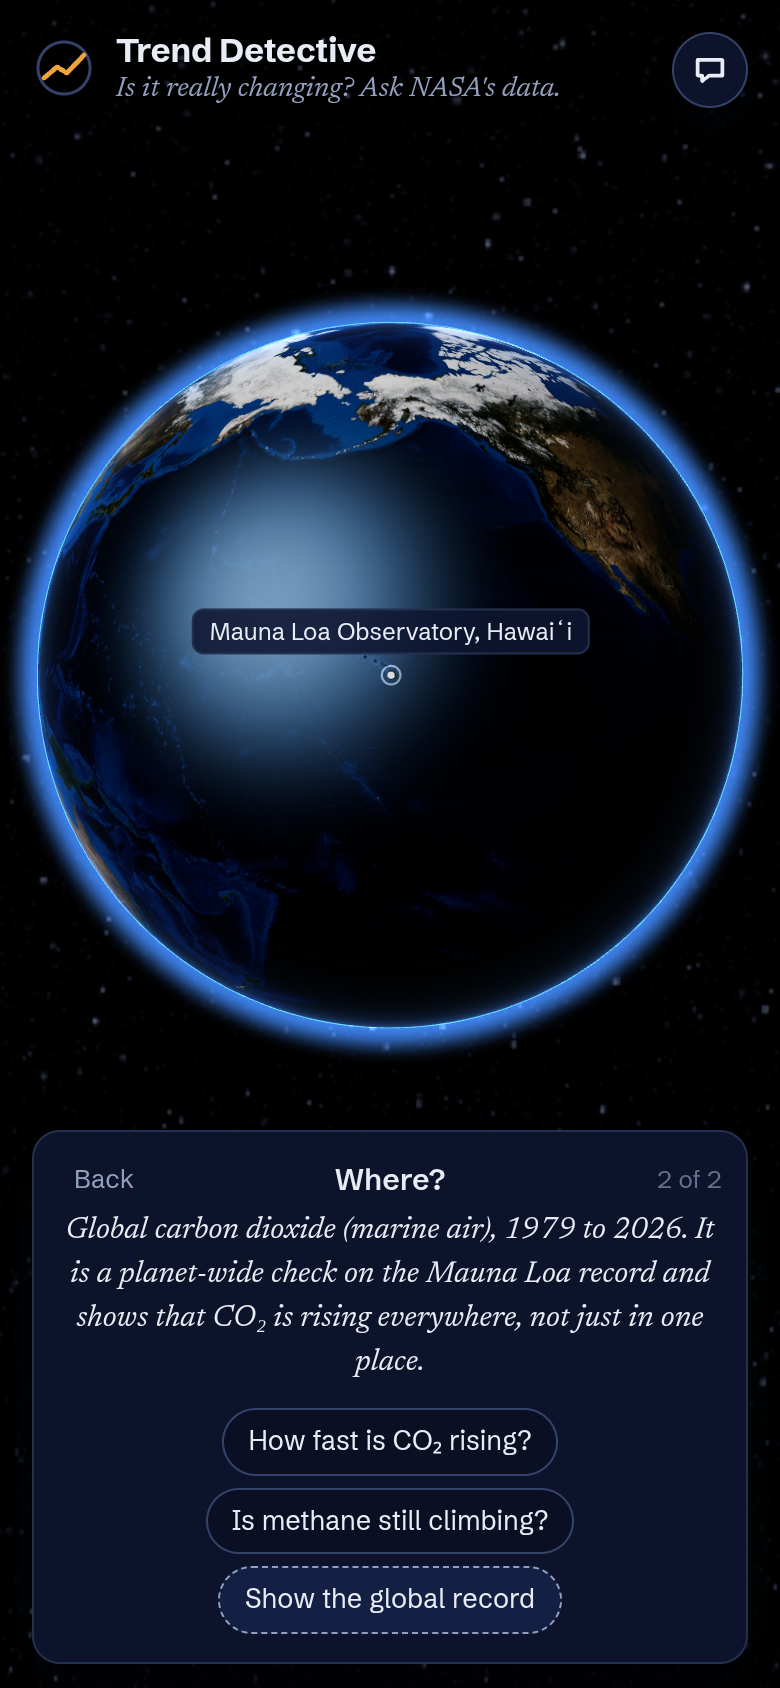 Trend Detective
Is it really changing? Ask NASA's data.
Mauna Loa Observatory, Hawaiʻi
Back
Where?
2 of 2
Global carbon dioxide (marine air), 1979 to 2026. It
is a planet-wide check on the Mauna Loa record and
shows that CO₂ is rising everywhere, not just in one
place.
How fast is CO₂ rising?
Is methane still climbing?
Show the global record